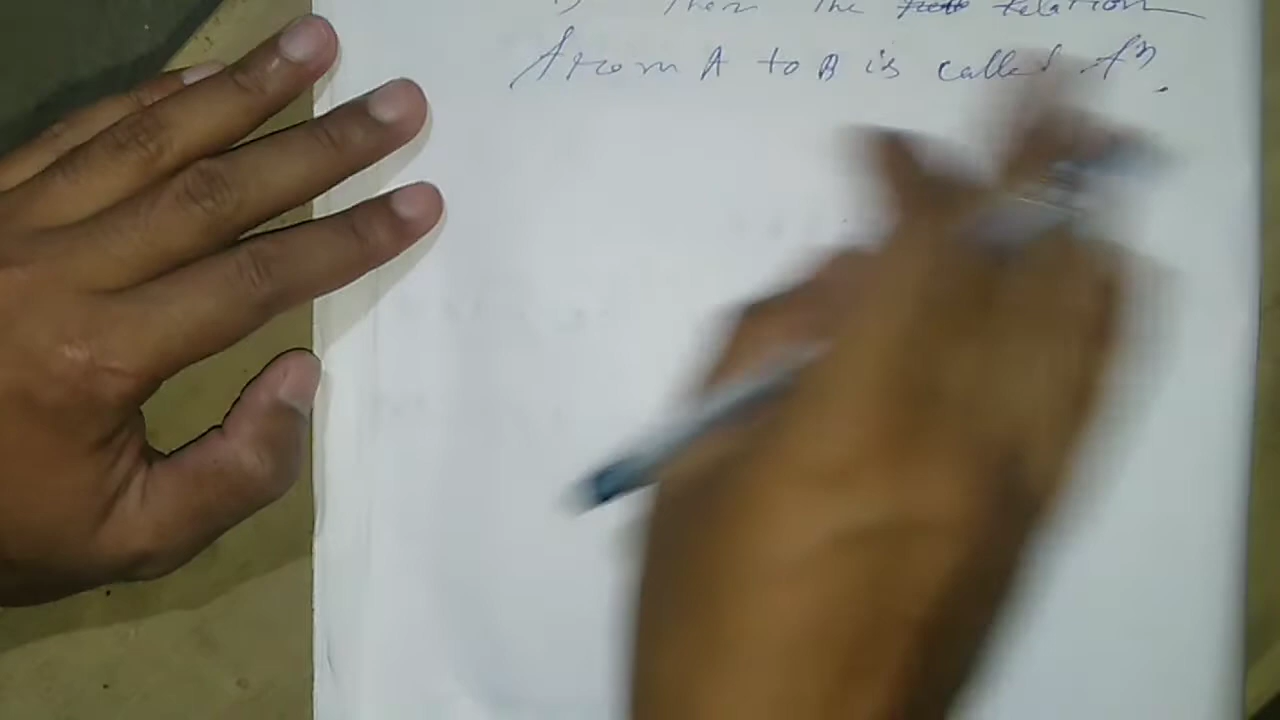 Then the relation
from A to B is called fⁿ.